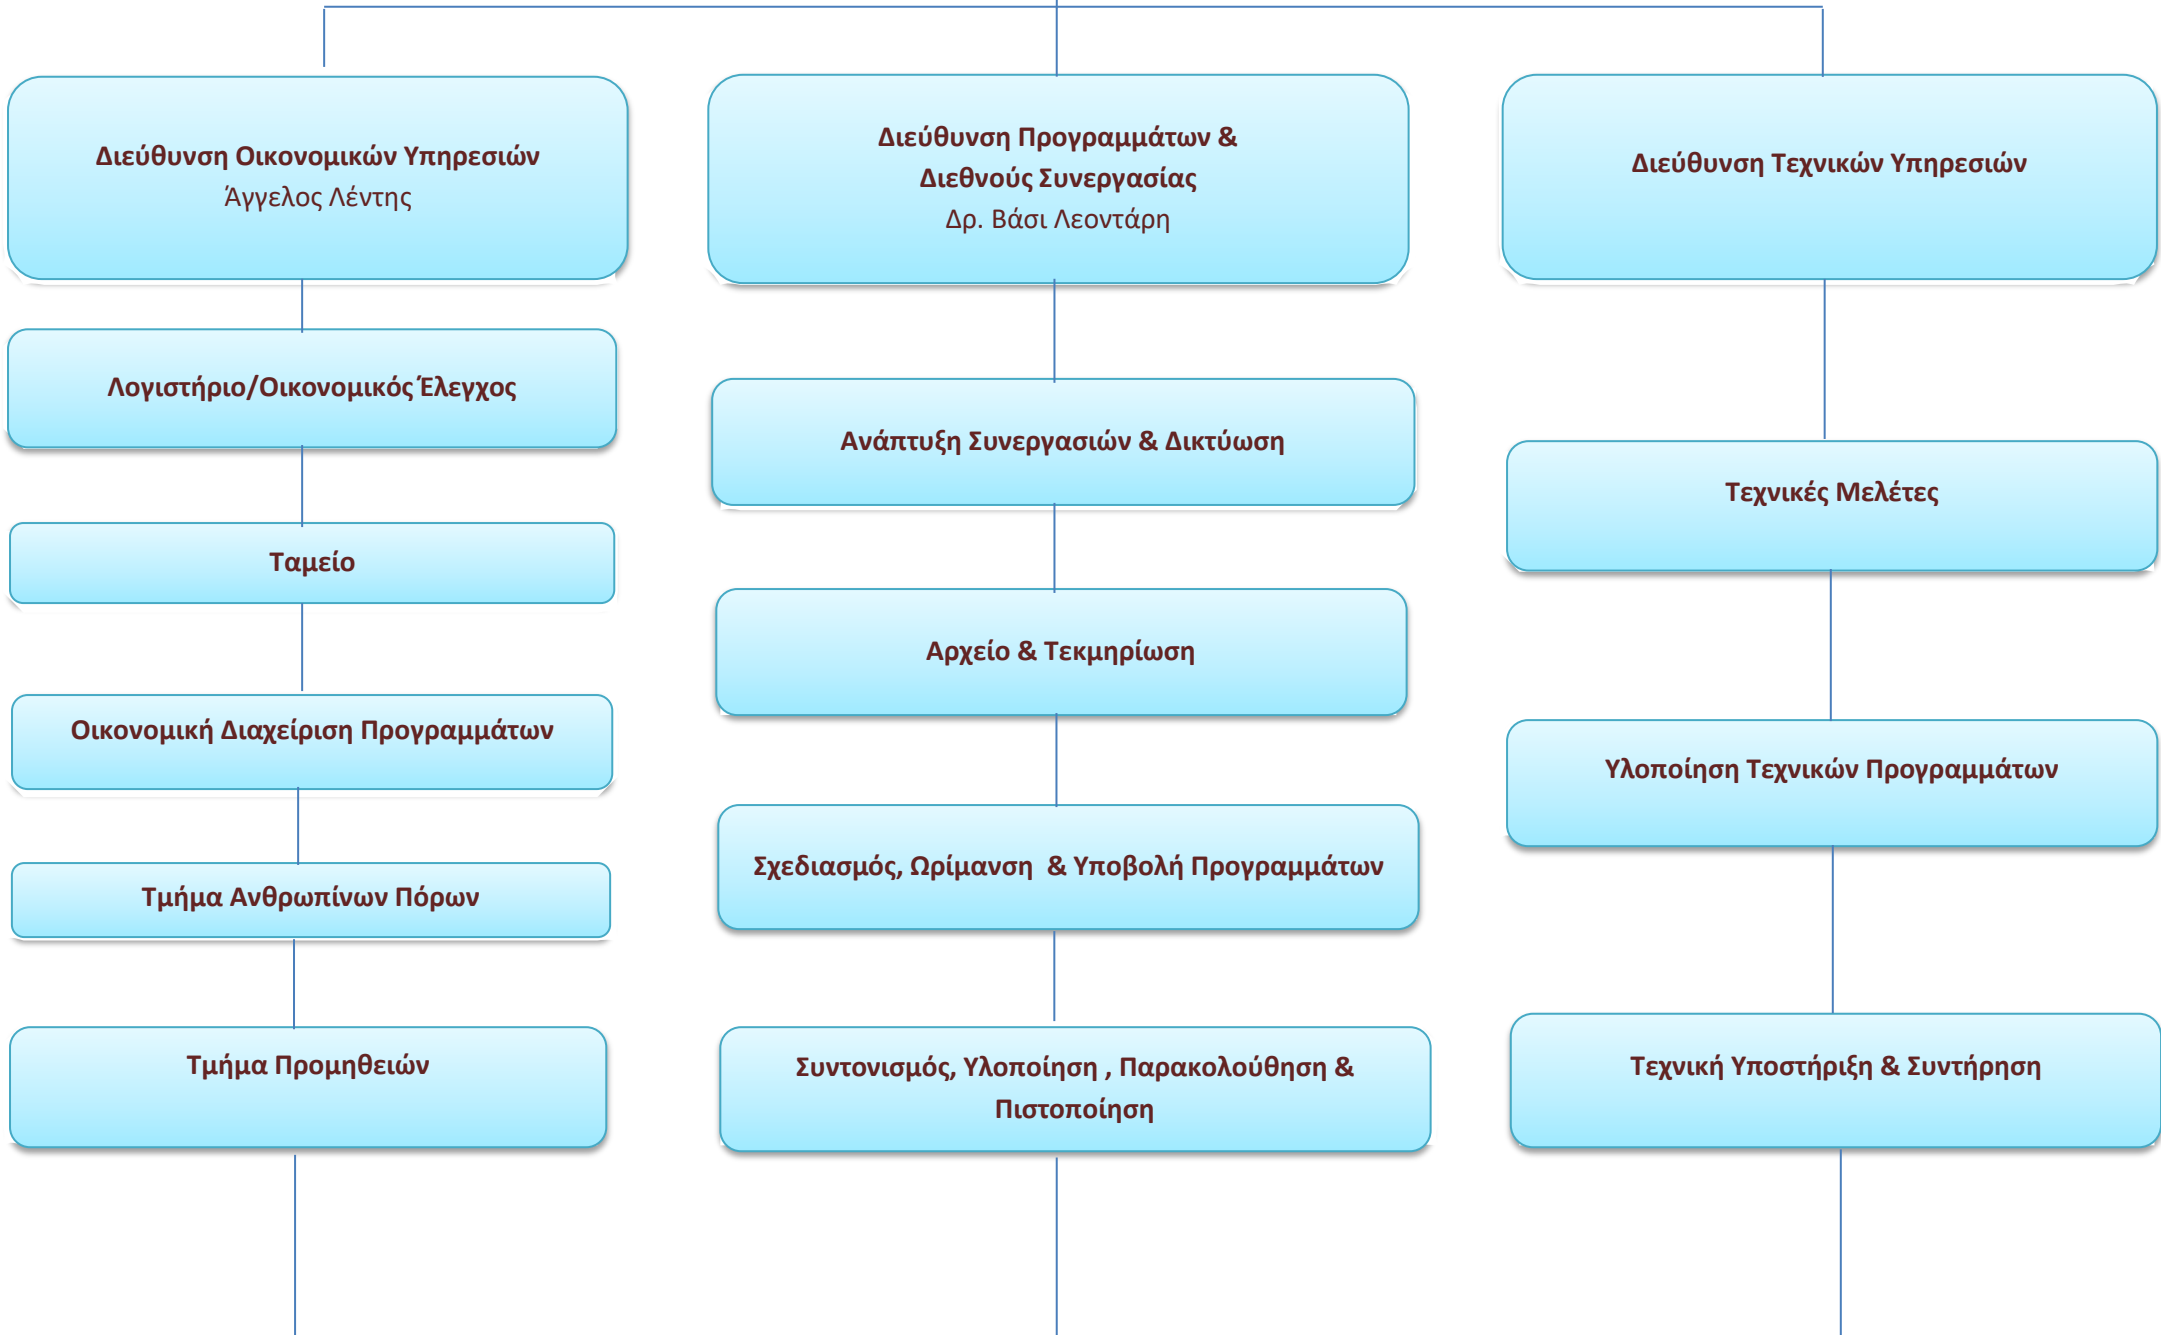 Διεύθυνση Οικονομικών Υπηρεσιών
Άγγελος Λέντης
Λογιστήριο/Οικονομικός Έλεγχος
Ταμείο
Οικονομική Διαχείριση Προγραμμάτων
Τμήμα Ανθρωπίνων Πόρων
Τμήμα Προμηθειών
Διεύθυνση Προγραμμάτων &
Διεθνούς Συνεργασίας
Δρ. Βάσι Λεοντάρη
Ανάπτυξη Συνεργασιών & Δικτύωση
Αρχείο & Τεκμηρίωση
Σχεδιασμός, Ωρίμανση & Υποβολή Προγραμμάτων
Συντονισμός, Υλοποίηση , Παρακολούθηση &
Πιστοποίηση
Διεύθυνση Τεχνικών Υπηρεσιών
Τεχνικές Μελέτες
Υλοποίηση Τεχνικών Προγραμμάτων
Τεχνική Υποστήριξη & Συντήρηση